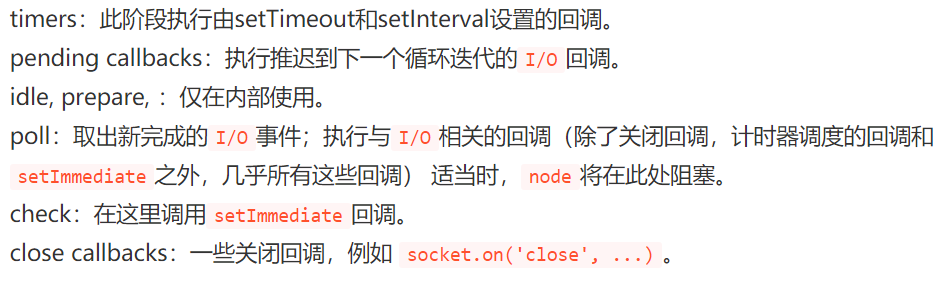 timers：此阶段执行由setTimeout和setInterval设置的回调。
pending callbacks：执行推迟到下一个循环迭代的 I/O 回调。
idle, prepare, ：仅在内部使用。
poll：取出新完成的 I/O 事件；执行与 I/O 相关的回调（除了关闭回调，计时器调度的回调和
setImmediate 之外，几乎所有这些回调） 适当时， node 将在此处阻塞。
check：在这里调用 setImmediate 回调。
close callbacks：一些关闭回调，例如 socket.on('close', ...) 。